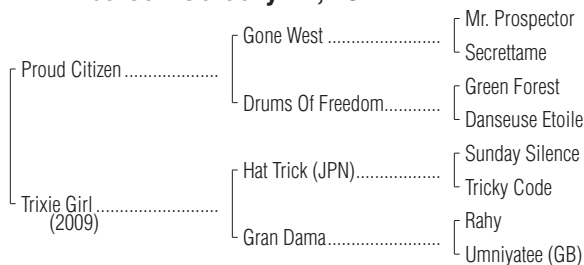 Mr. Prospector
Gone West
Secrettame
Proud Citizen
Green Forest
Drums Of Freedom
Danseuse Etoile
Sunday Silence
Hat Trick (JPN)
Tricky Code
Trixie Girl
(2009)
Rahy
Gran Dama
Umniyatee (GB)